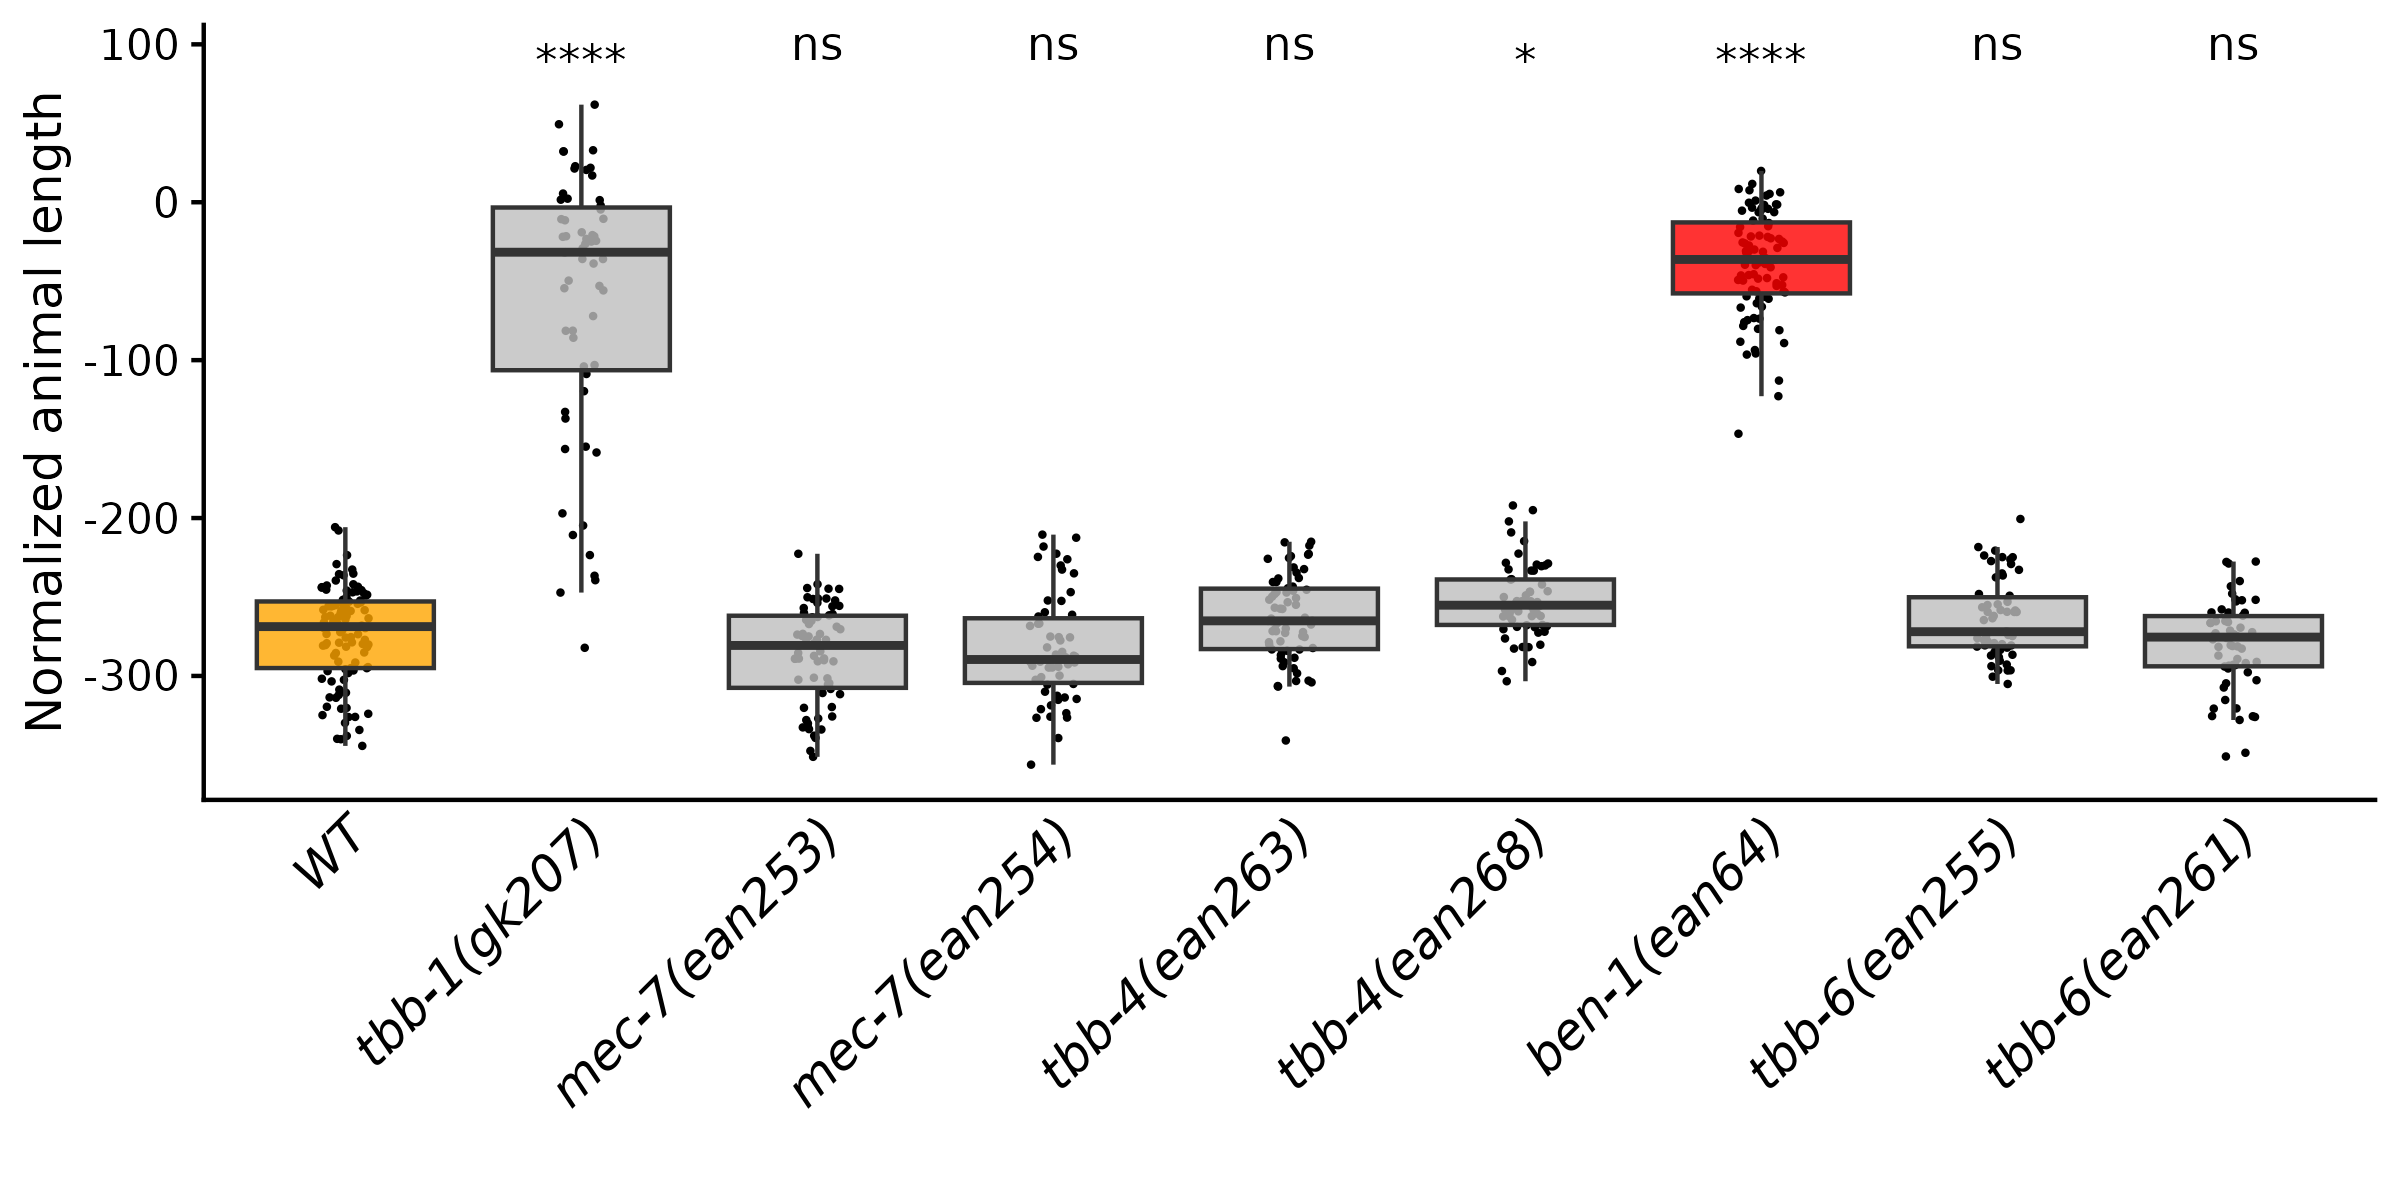 **** ns ns ns * **** ns ns
Normalized animal length
100
0
-100
-200
-300
WT
tbb-1(gk207)
mec-7(ean253)
mec-7(ean254)
tbb-4(ean263)
tbb-4(ean268)
ben-1(ean64)
tbb-6(ean255)
tbb-6(ean261)